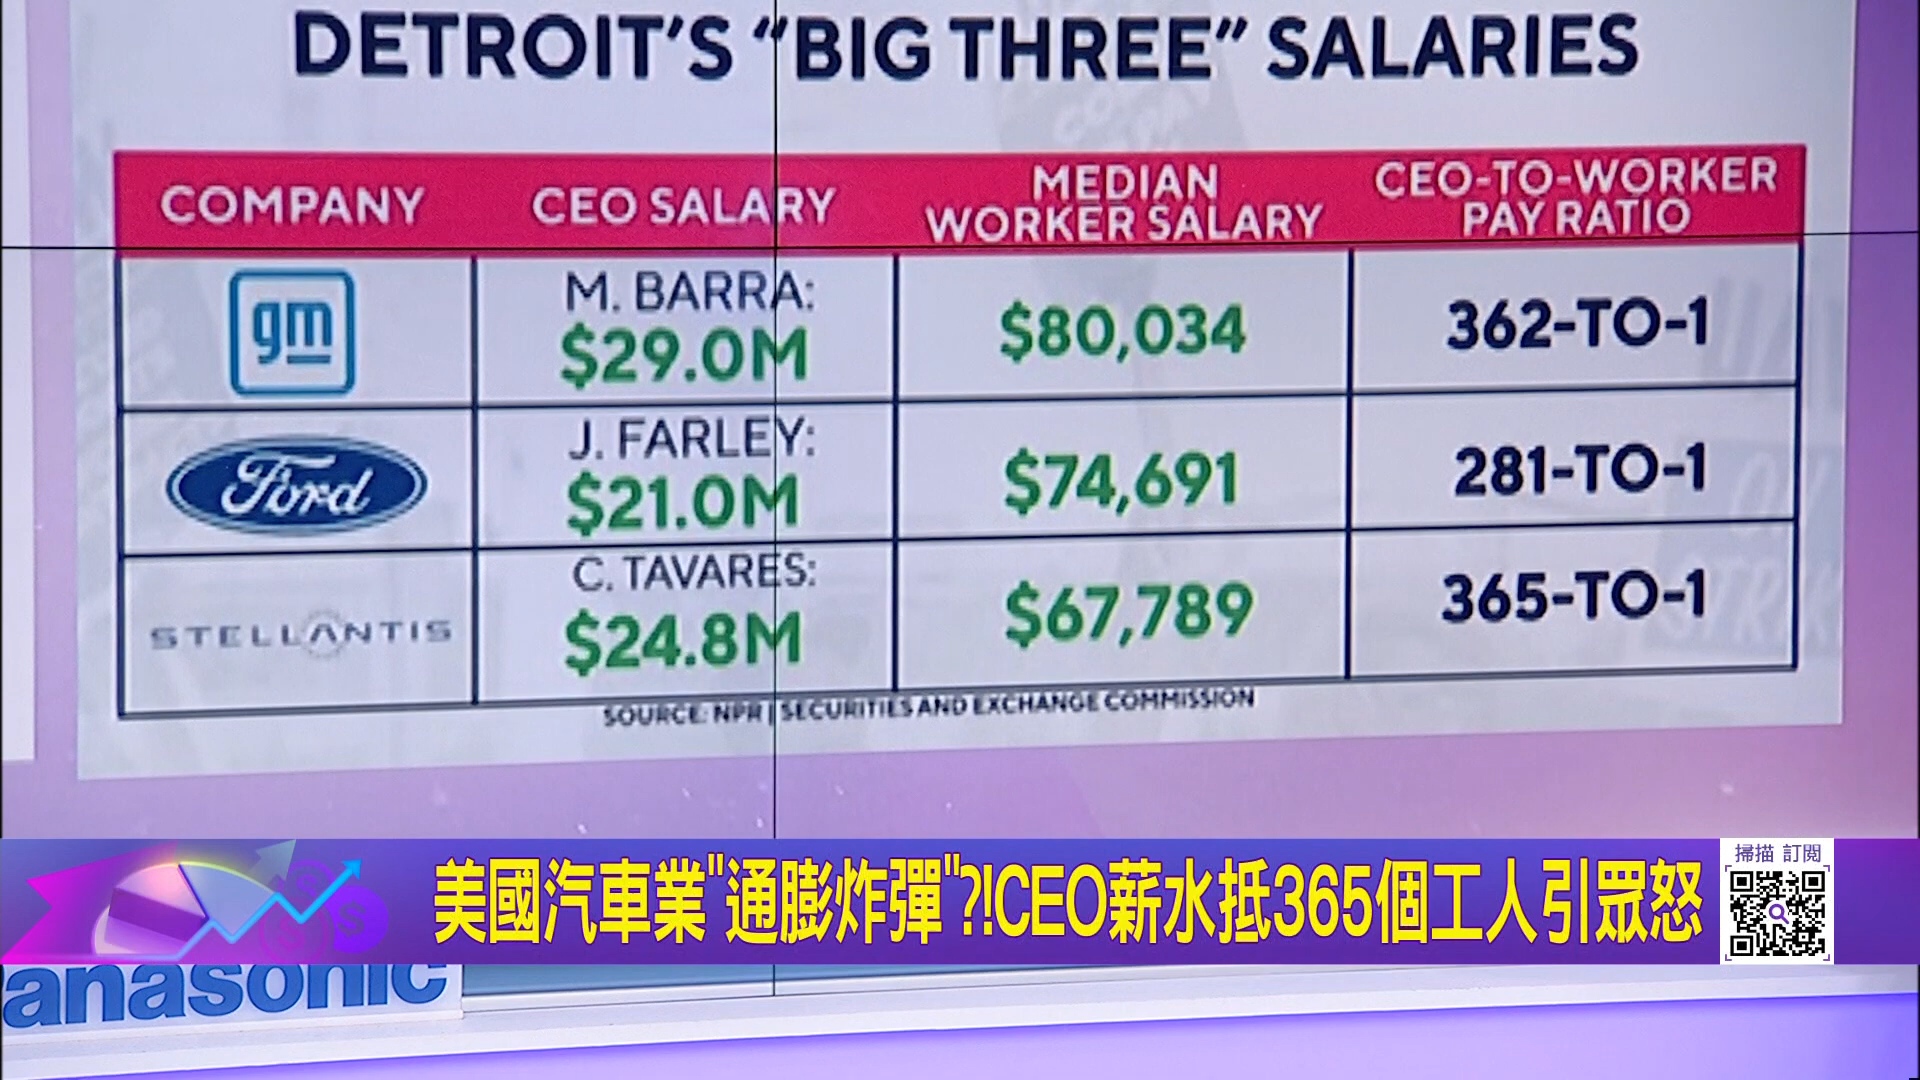 DETROIT'S “BIG THREE” SALARIES
COMPANY
CEO SALARY
MEDIAN
WORKER SALARY
CEO-TO-WORKER
PAY RATIO
gm
M. BARRA:
$29.0M
$80,034
362-TO-1
Ford
J. FARLEY:
$21.0M
$74,691
281-TO-1
STELLANTIS
C. TAVARES:
$24.8M
$67,789
365-TO-1
SOURCE: NPR | SECURITIES AND EXCHANGE COMMISSION
美國汽車業"通膨炸彈"?!CEO薪水抵365個工人引眾怒
掃描 訂閱
Panasonic